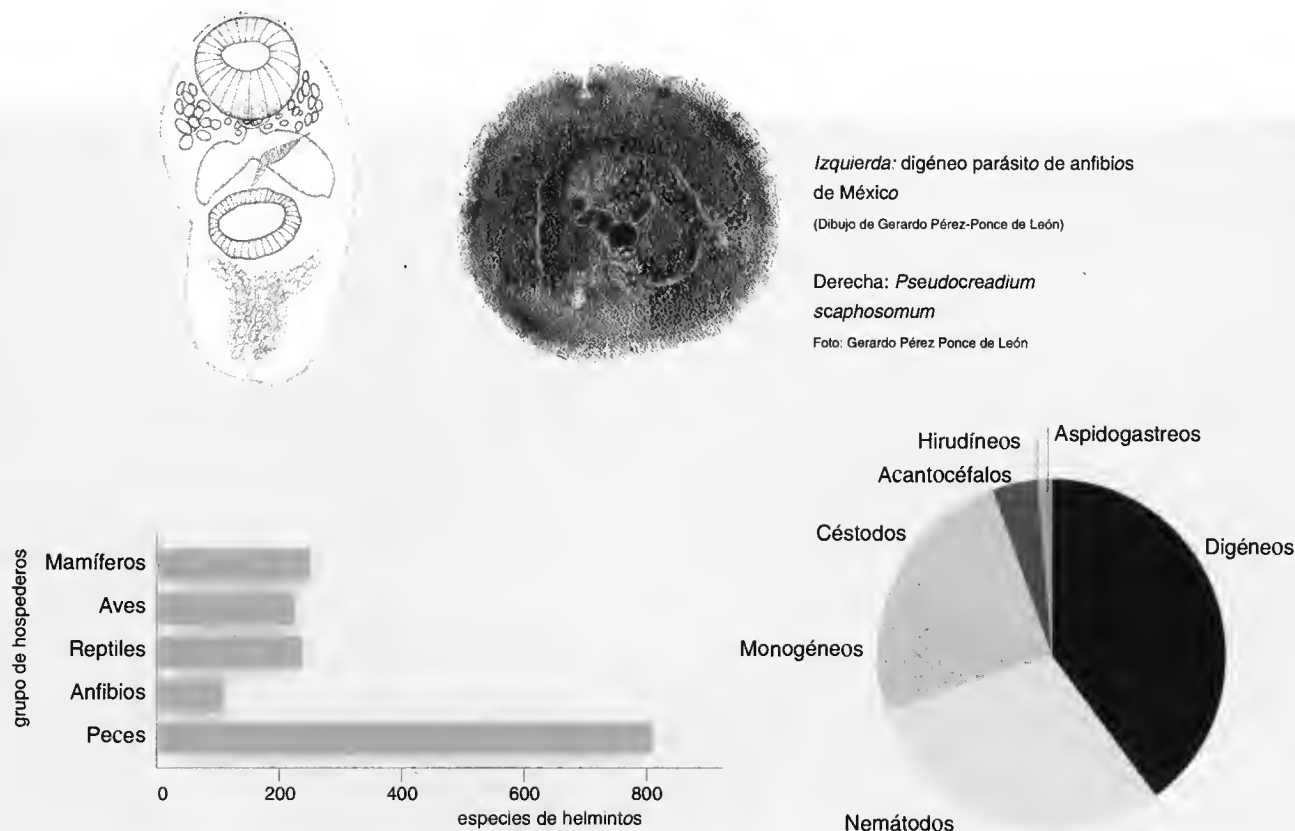 Izquierda: digéneo parásito de anfibios
de México
(Dibujo de Gerardo Pérez-Ponce de León)
Derecha: Pseudocreadium
scaphosomum
Foto: Gerardo Pérez Ponce de León
grupo de hospederos
Mamíferos
Aves
Reptiles
Anfibios
Peces
0 200 400 600 800
especies de helmintos
Hirudíneos
Aspidogastreos
Acantocéfalos
Céstodos
Digéneos
Monogéneos
Nemátodos